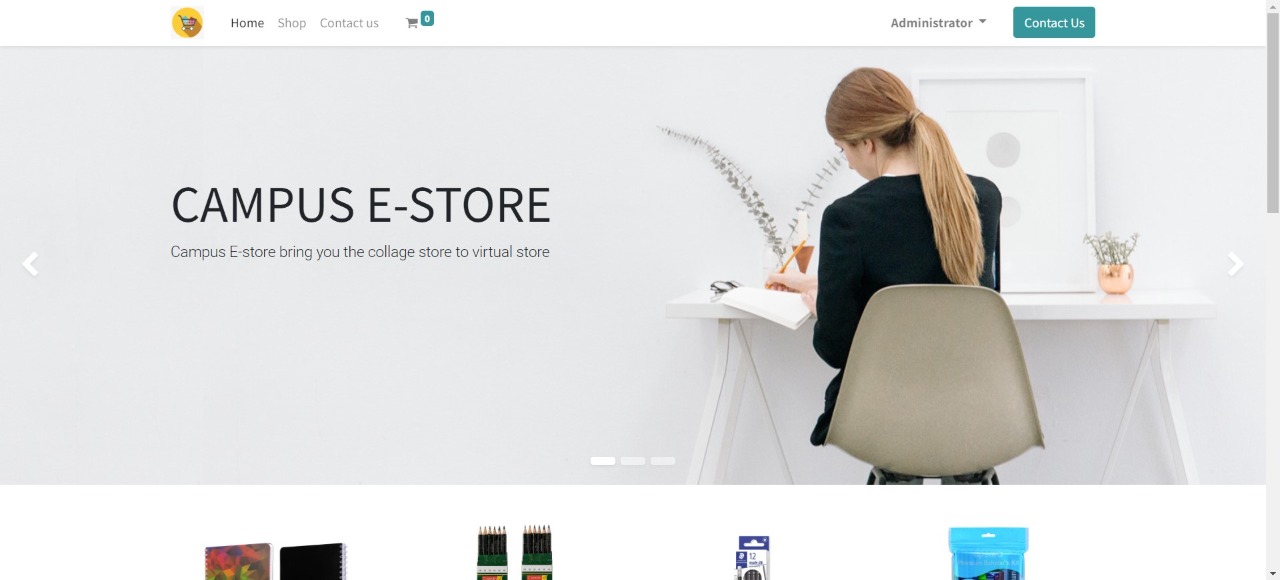 Home Shop Contact us 0 Administrator Contact Us
CAMPUS E-STORE
Campus E-store bring you the collage store to virtual store
12